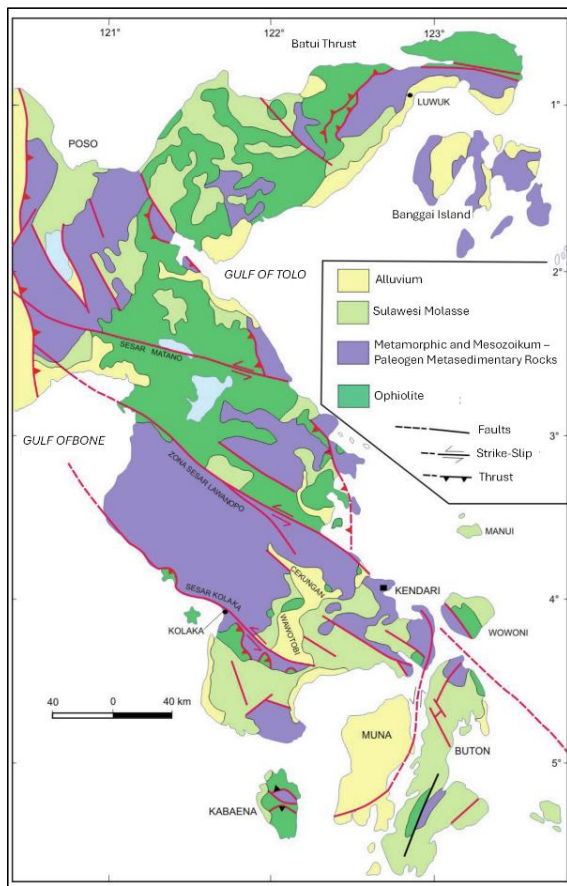 121°
122°
123°
Batui Thrust
LUWUK
1°
POSO
Banggai Island
2°
GULF OF TOLO
Alluvium
Sulawesi Molasse
Metamorphic and Mesozoikum –
Paleogen Metasedimentary Rocks
Ophiolite
SESAR MATANO
Faults
Strike-Slip
Thrust
GULF OFBONE
3°
ZONA SESAR LAWANOPO
MANUI
CEKUNGAN
WAWOTOBI
KENDARI
4°
SESAR KOLAKA
KOLAKA
WOWONI
40 0 40 km
MUNA
BUTON
5°
KABAENA